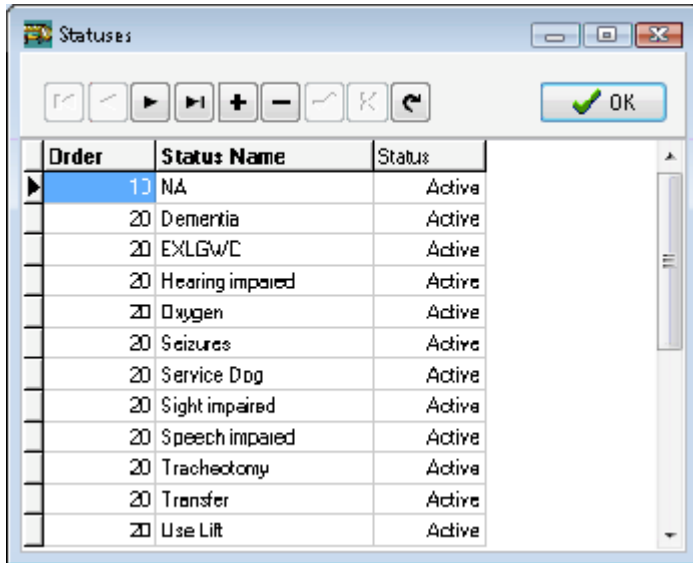 Statuses
OK
Order Status Name Status
10 NA Active
20 Dementia Active
20 EXLGWC Active
20 Hearing impaired Active
20 Oxygen Active
20 Seizures Active
20 Service Dog Active
20 Sight impaired Active
20 Speech impaired Active
20 Tracheotomy Active
20 Transfer Active
20 Use Lift Active